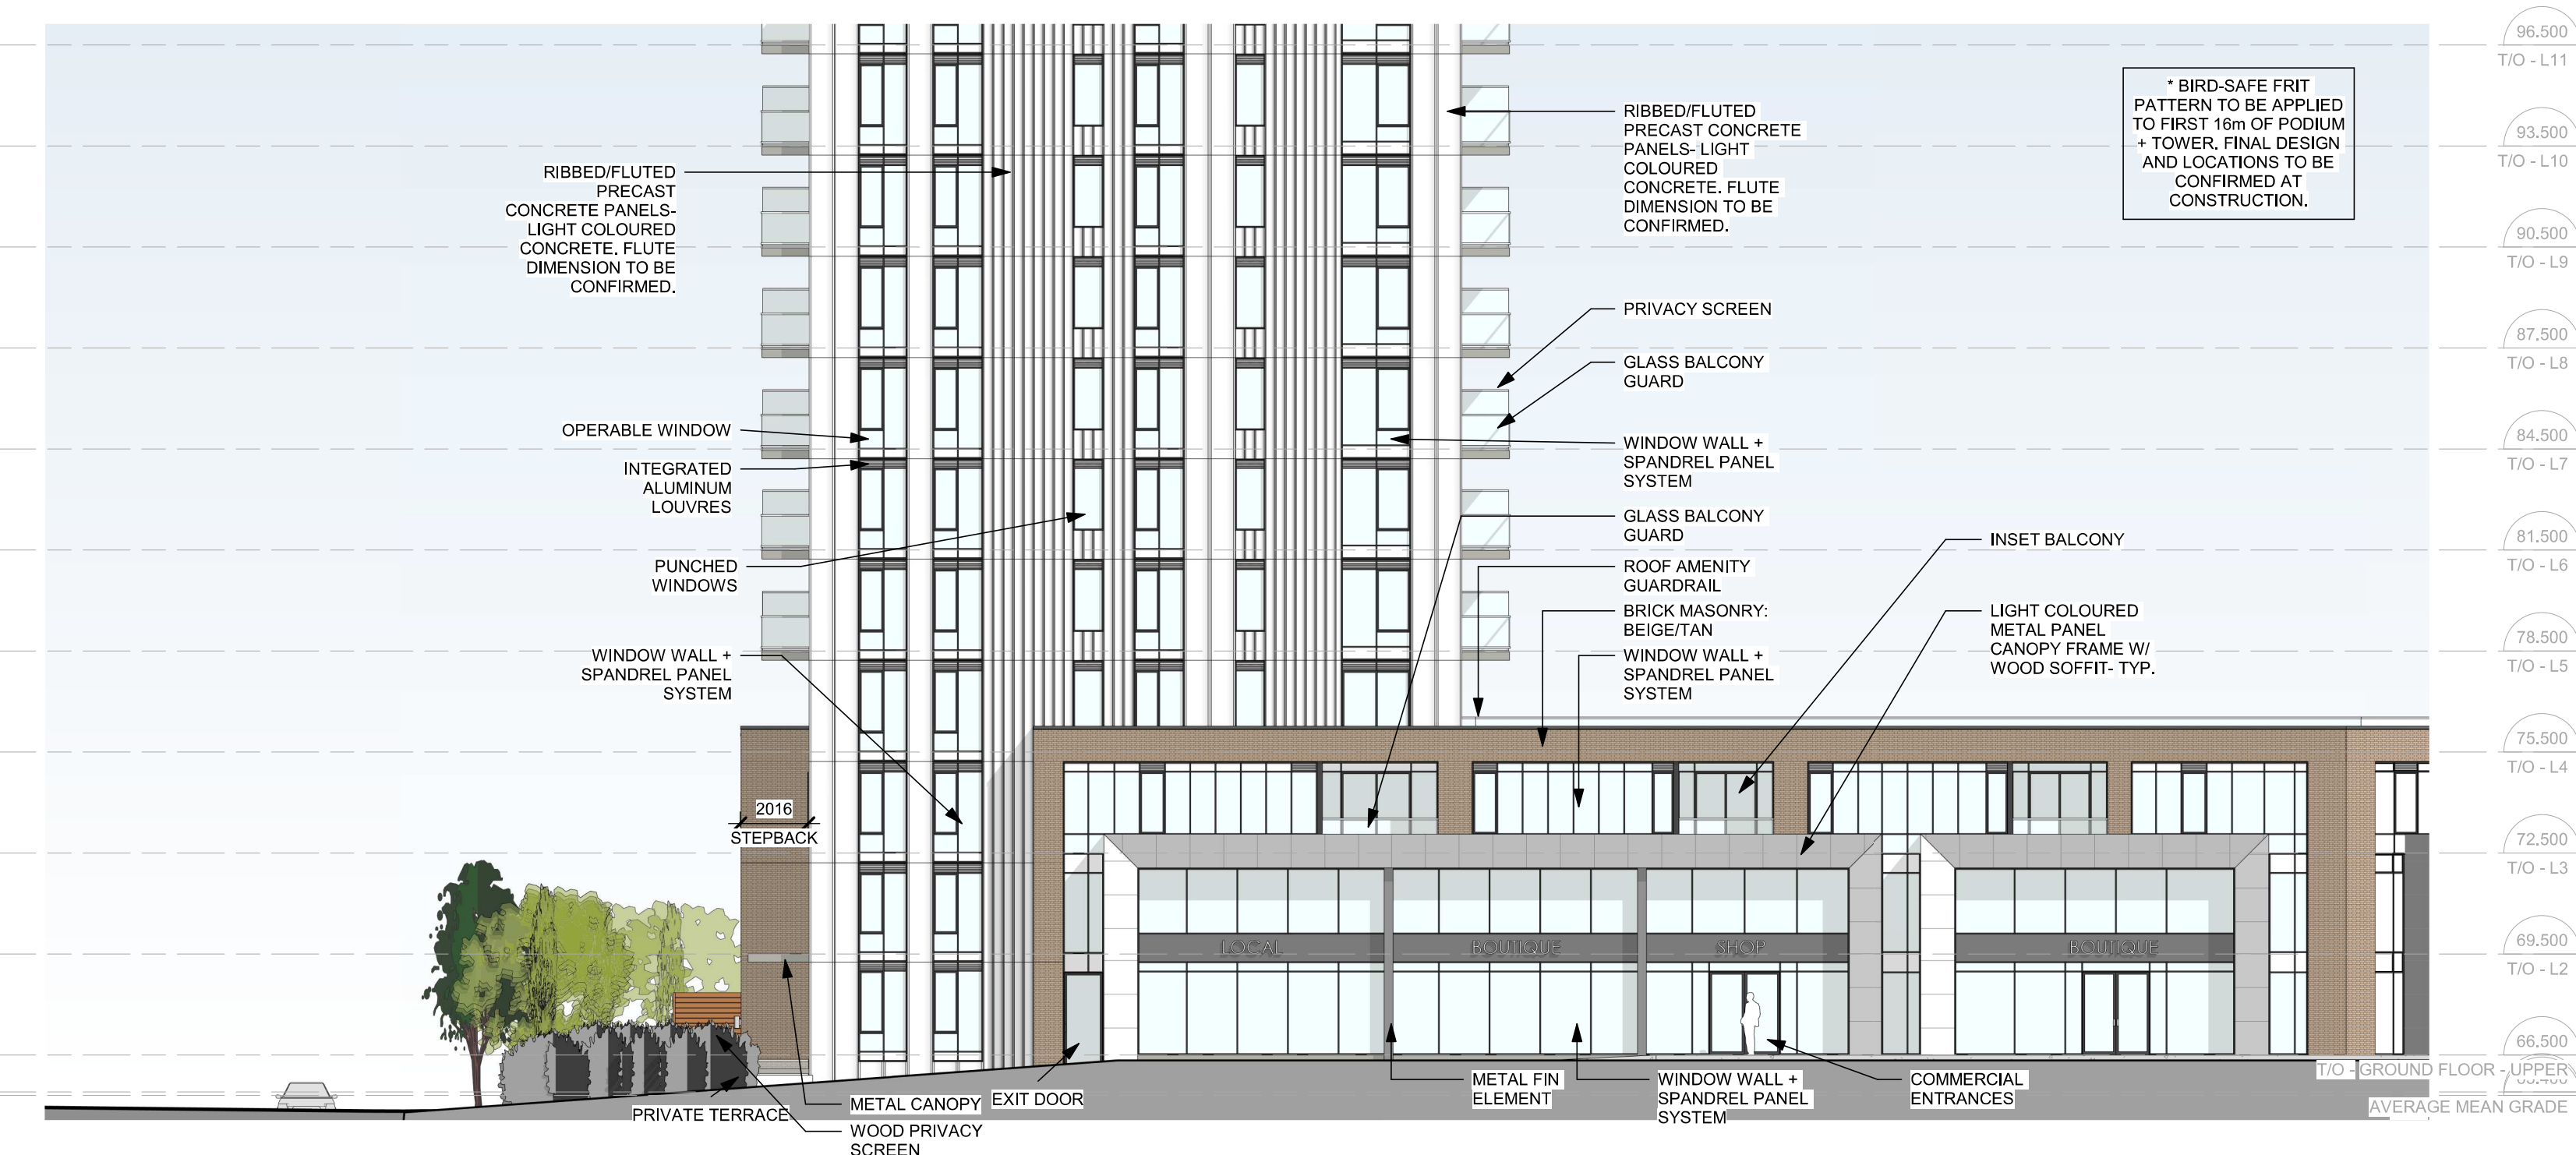 RIBBED/FLUTED
PRECAST
CONCRETE PANELS-
LIGHT COLOURED
CONCRETE. FLUTE
DIMENSION TO BE
CONFIRMED.
OPERABLE WINDOW
INTEGRATED
ALUMINUM
LOUVRES
PUNCHED
WINDOWS
WINDOW WALL +
SPANDREL PANEL
SYSTEM
2016
STEPBACK
PRIVATE TERRACE
METAL CANOPY
WOOD PRIVACY
SCREEN
EXIT DOOR
RIBBED/FLUTED
PRECAST CONCRETE
PANELS- LIGHT
COLOURED
CONCRETE. FLUTE
DIMENSION TO BE
CONFIRMED.
PRIVACY SCREEN
GLASS BALCONY
GUARD
WINDOW WALL +
SPANDREL PANEL
SYSTEM
GLASS BALCONY
GUARD
ROOF AMENITY
GUARDRAIL
BRICK MASONRY:
BEIGE/TAN
WINDOW WALL +
SPANDREL PANEL
SYSTEM
INSET BALCONY
LIGHT COLOURED
METAL PANEL
CANOPY FRAME W/
WOOD SOFFIT- TYP.
LOCAL
BOUTIQUE
SHOP
BOUTIQUE
METAL FIN
ELEMENT
WINDOW WALL +
SPANDREL PANEL
SYSTEM
COMMERCIAL
ENTRANCES
* BIRD-SAFE FRIT
PATTERN TO BE APPLIED
TO FIRST 16m OF PODIUM
+ TOWER. FINAL DESIGN
AND LOCATIONS TO BE
CONFIRMED AT
CONSTRUCTION.
96.500
T/O - L11
93.500
T/O - L10
90.500
T/O - L9
87.500
T/O - L8
84.500
T/O - L7
81.500
T/O - L6
78.500
T/O - L5
75.500
T/O - L4
72.500
T/O - L3
69.500
T/O - L2
66.500
T/O - GROUND FLOOR - UPPER
AVERAGE MEAN GRADE